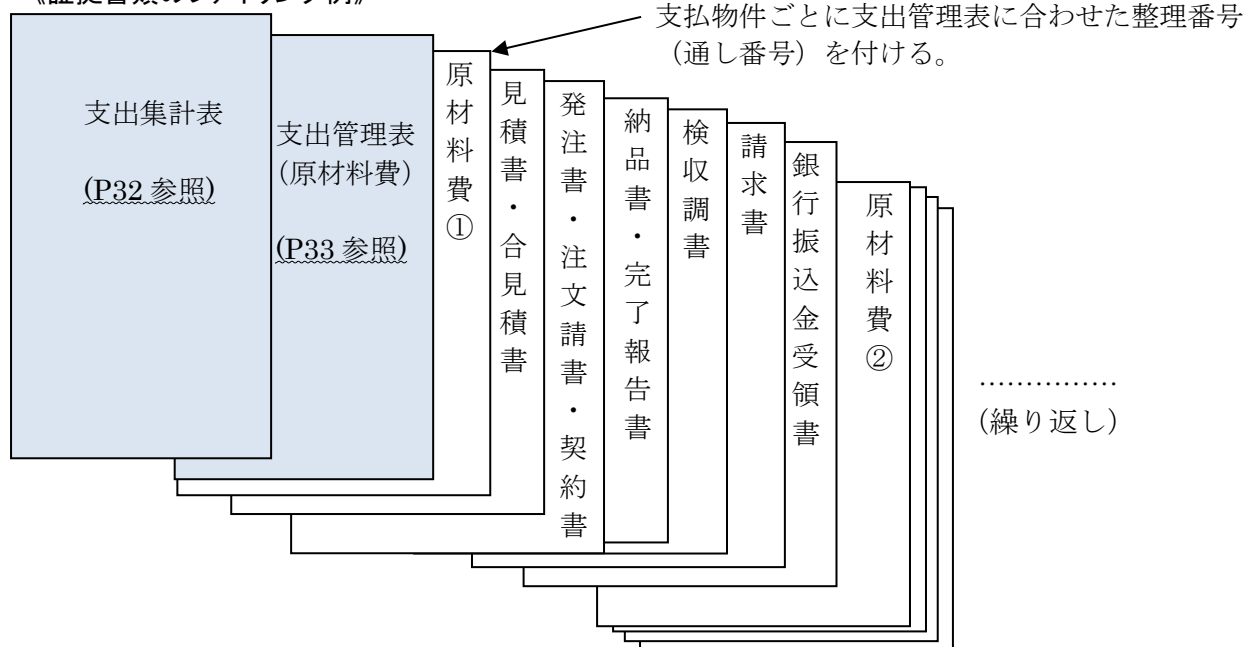 《証拠書類のファイリング例》
支払物件ごとに支出管理表に合わせた整理番号
（通し番号）を付ける。
支出集計表
(P32 参照)
支出管理表
（原材料費）
(P33 参照)
原材料費①
見積書・合見積書
発注書・注文請書・契約書
納品書・完了報告書
検収調書
請求書
銀行振込金受領書
原材料費②
……………
（繰り返し）